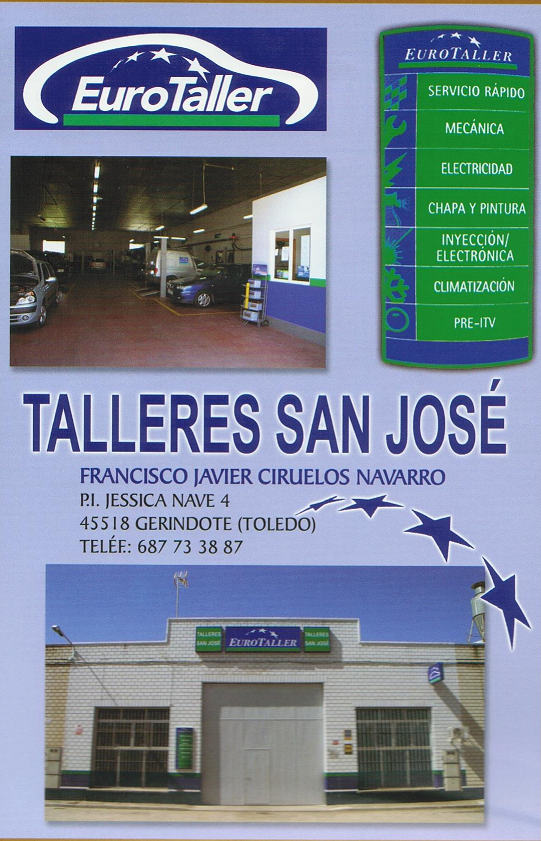 EuroTaller
EUROTALLER
SERVICIO RÁPIDO
MECÁNICA
ELECTRICIDAD
CHAPA Y PINTURA
INYECCIÓN/
ELECTRÓNICA
CLIMATIZACIÓN
PRE-ITV
TALLERES SAN JOSÉ
FRANCISCO JAVIER CIRUELOS NAVARRO
P.I. JESSICA NAVE 4
45518 GERINDOTE (TOLEDO)
TELÉF.: 687 73 38 87
TALLERES
SAN JOSÉ
EUROTALLER
TALLERES
SAN JOSÉ